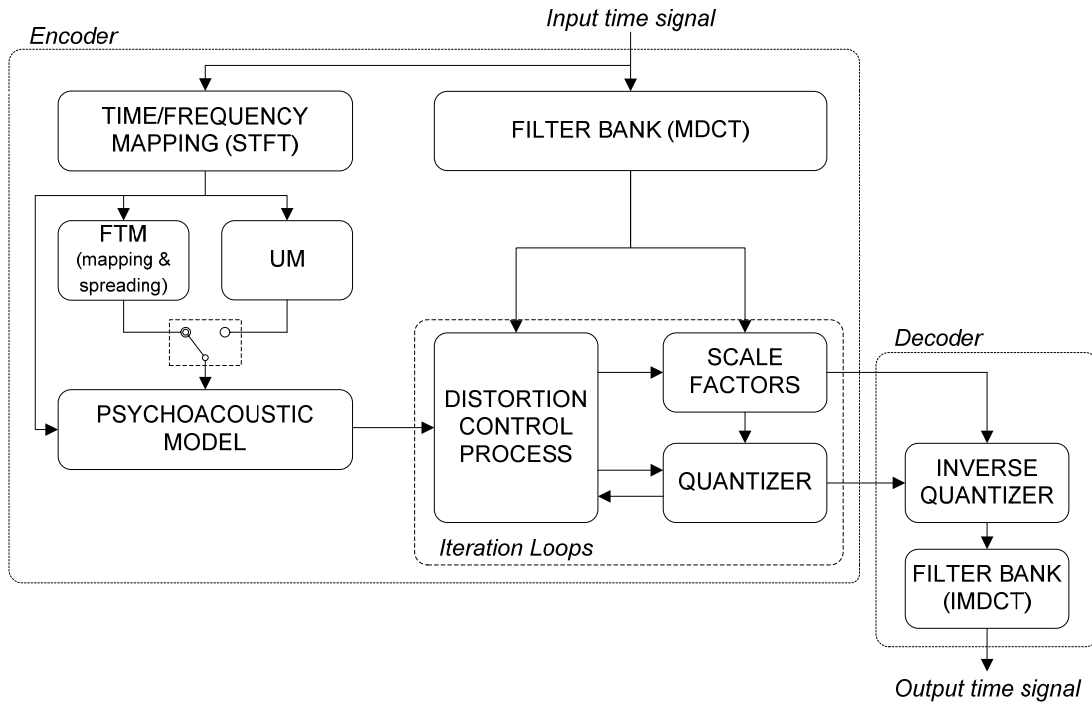 Input time signal
Encoder
TIME/FREQUENCY
MAPPING (STFT)
FILTER BANK (MDCT)
FTM
(mapping &
spreading)
UM
PSYCHOACOUSTIC
MODEL
DISTORTION
CONTROL
PROCESS
SCALE
FACTORS
QUANTIZER
Iteration Loops
Decoder
INVERSE
QUANTIZER
FILTER BANK
(IMDCT)
Output time signal